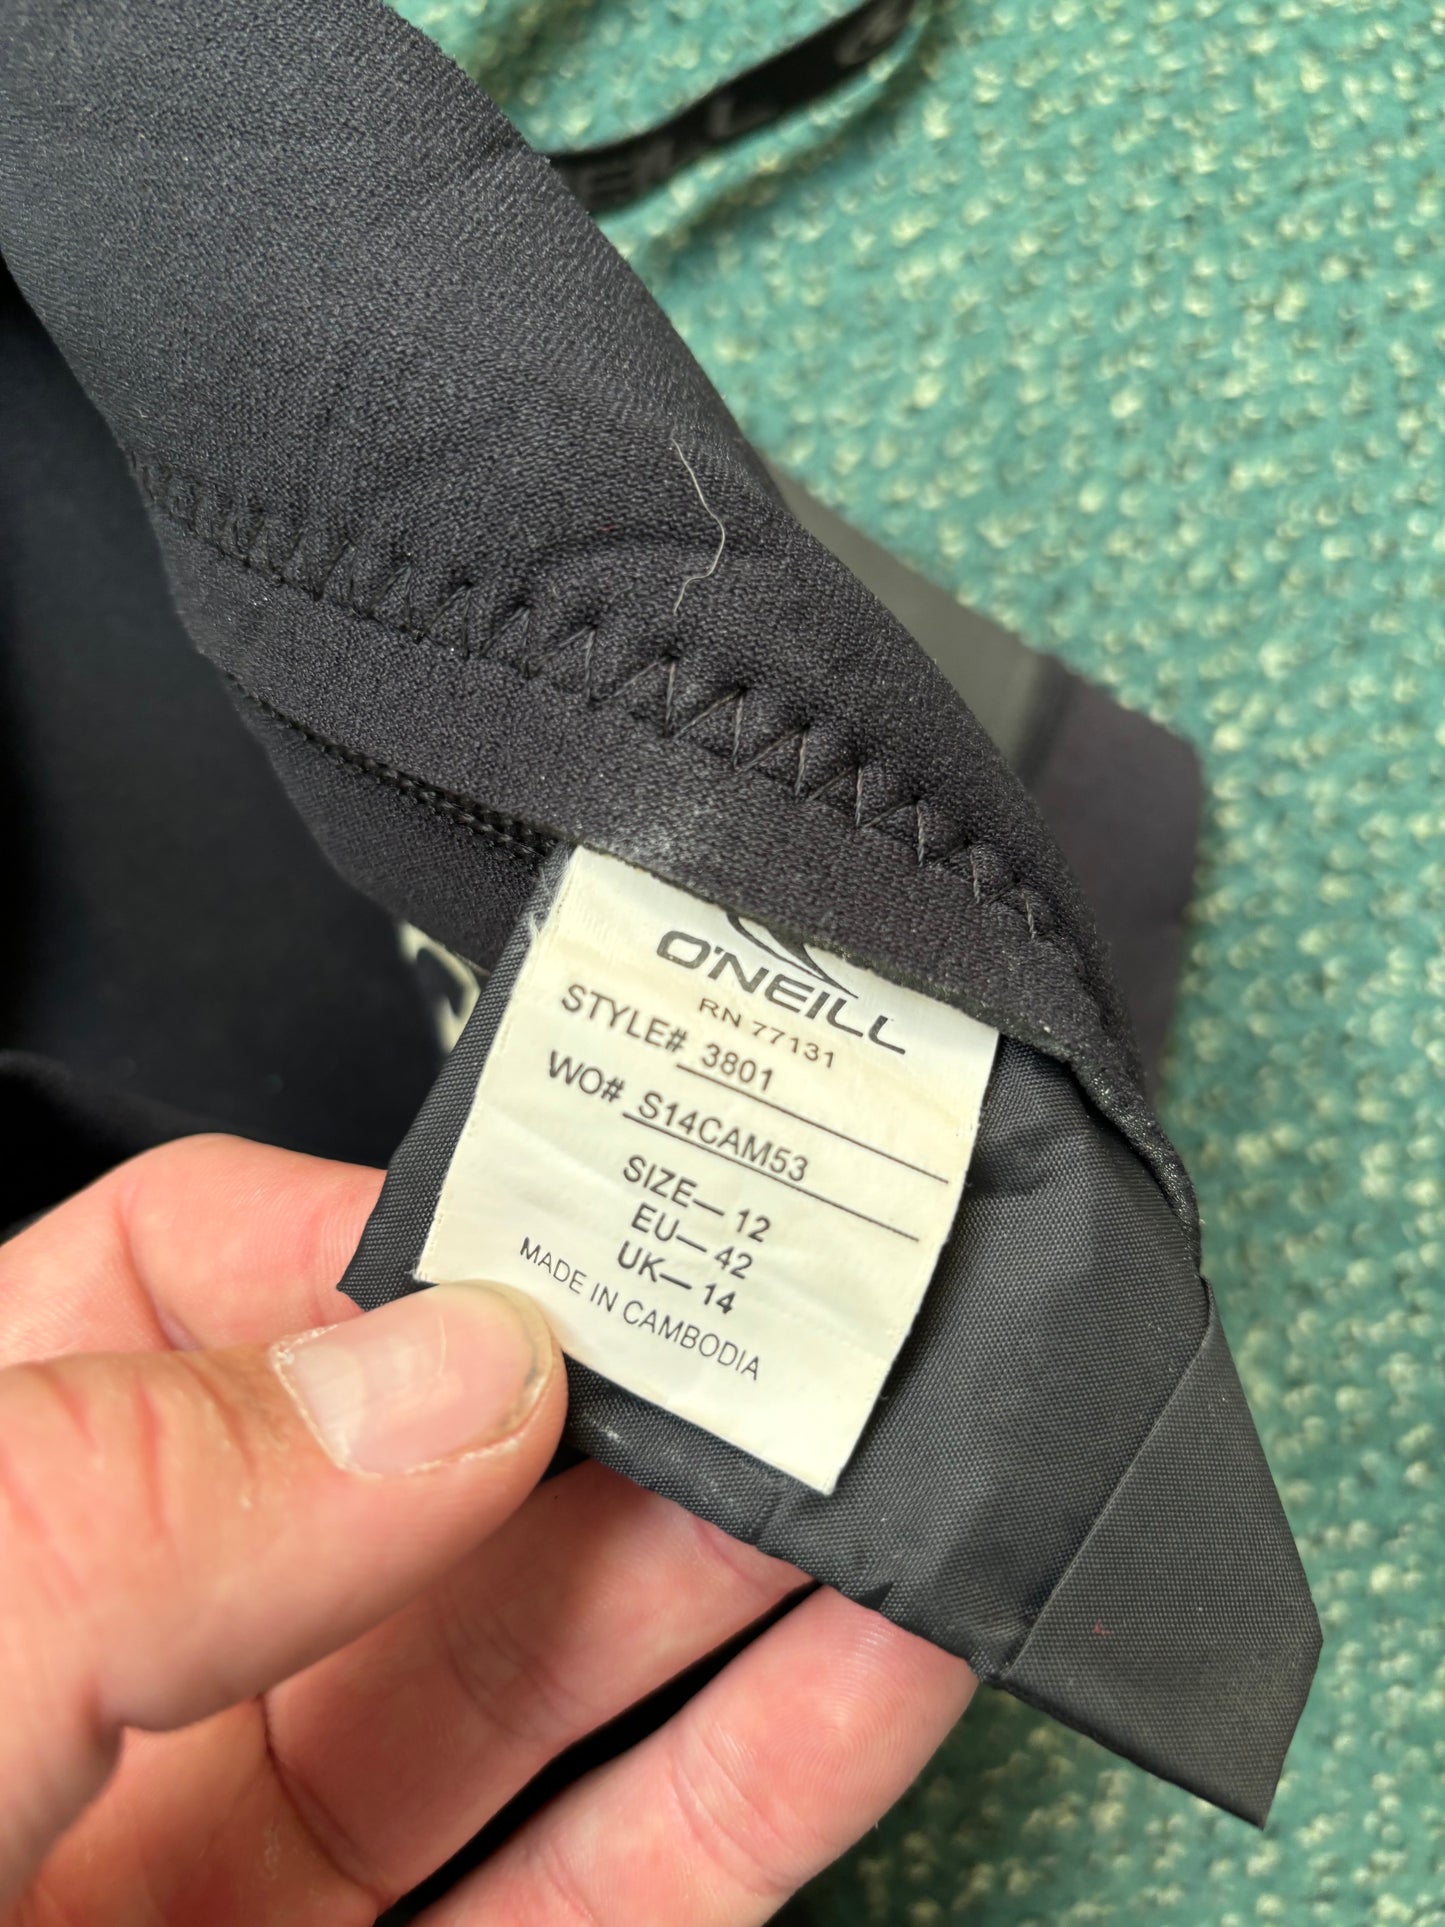 O'NEILL
RN 77131
STYLE# 3801
WO# S14CAM53
SIZE—12
EU—42
UK—14
MADE IN CAMBODIA